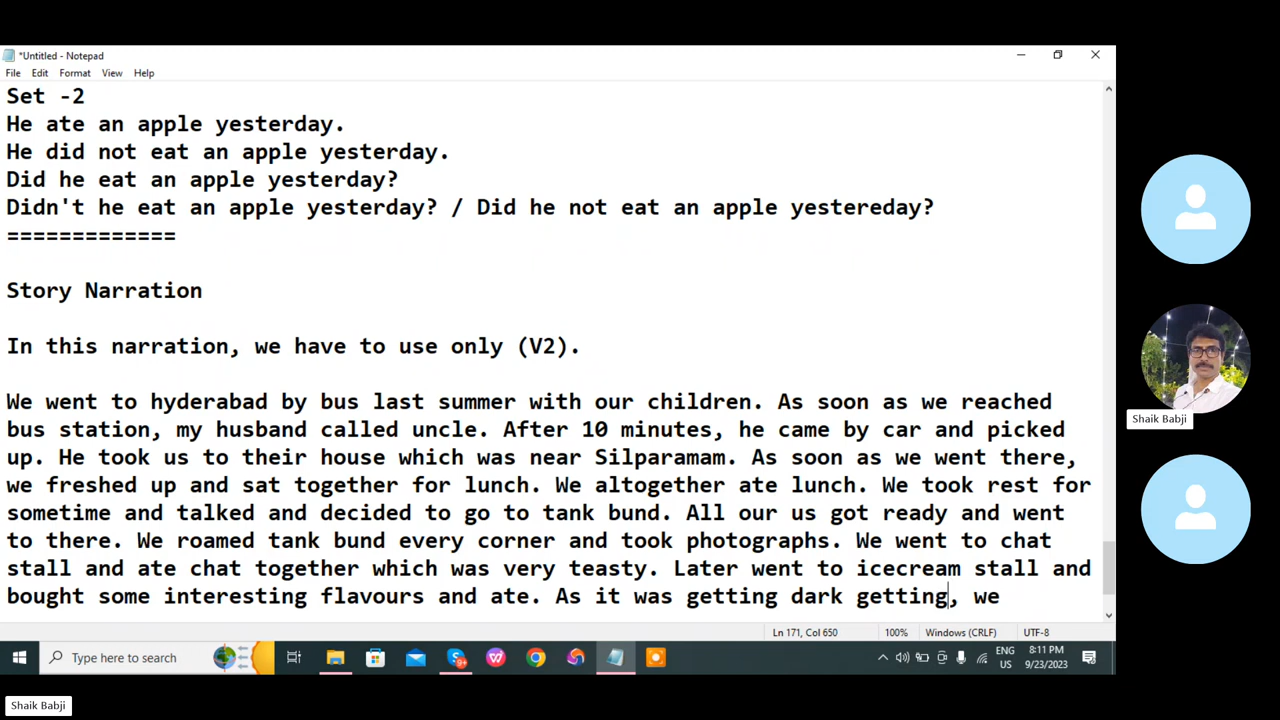 *Untitled - Notepad
File Edit Format View Help
Set -2
He ate an apple yesterday.
He did not eat an apple yesterday.
Did he eat an apple yesterday?
Didn't he eat an apple yesterday? / Did he not eat an apple yestereday?
=============
Story Narration
In this narration, we have to use only (V2).
We went to hyderabad by bus last summer with our children. As soon as we reached
bus station, my husband called uncle. After 10 minutes, he came by car and picked
up. He took us to their house which was near Silparamam. As soon as we went there,
we freshed up and sat together for lunch. We altogether ate lunch. We took rest for
sometime and talked and decided to go to tank bund. All our us got ready and went
to there. We roamed tank bund every corner and took photographs. We went to chat
stall and ate chat together which was very teasty. Later went to icecream stall and
bought some interesting flavours and ate. As it was getting dark getting, we
Ln 171, Col 650 100% Windows (CRLF) UTF-8
Type here to search
ENG
US
8:11 PM
9/23/2023
Shaik Babji
Shaik Babji